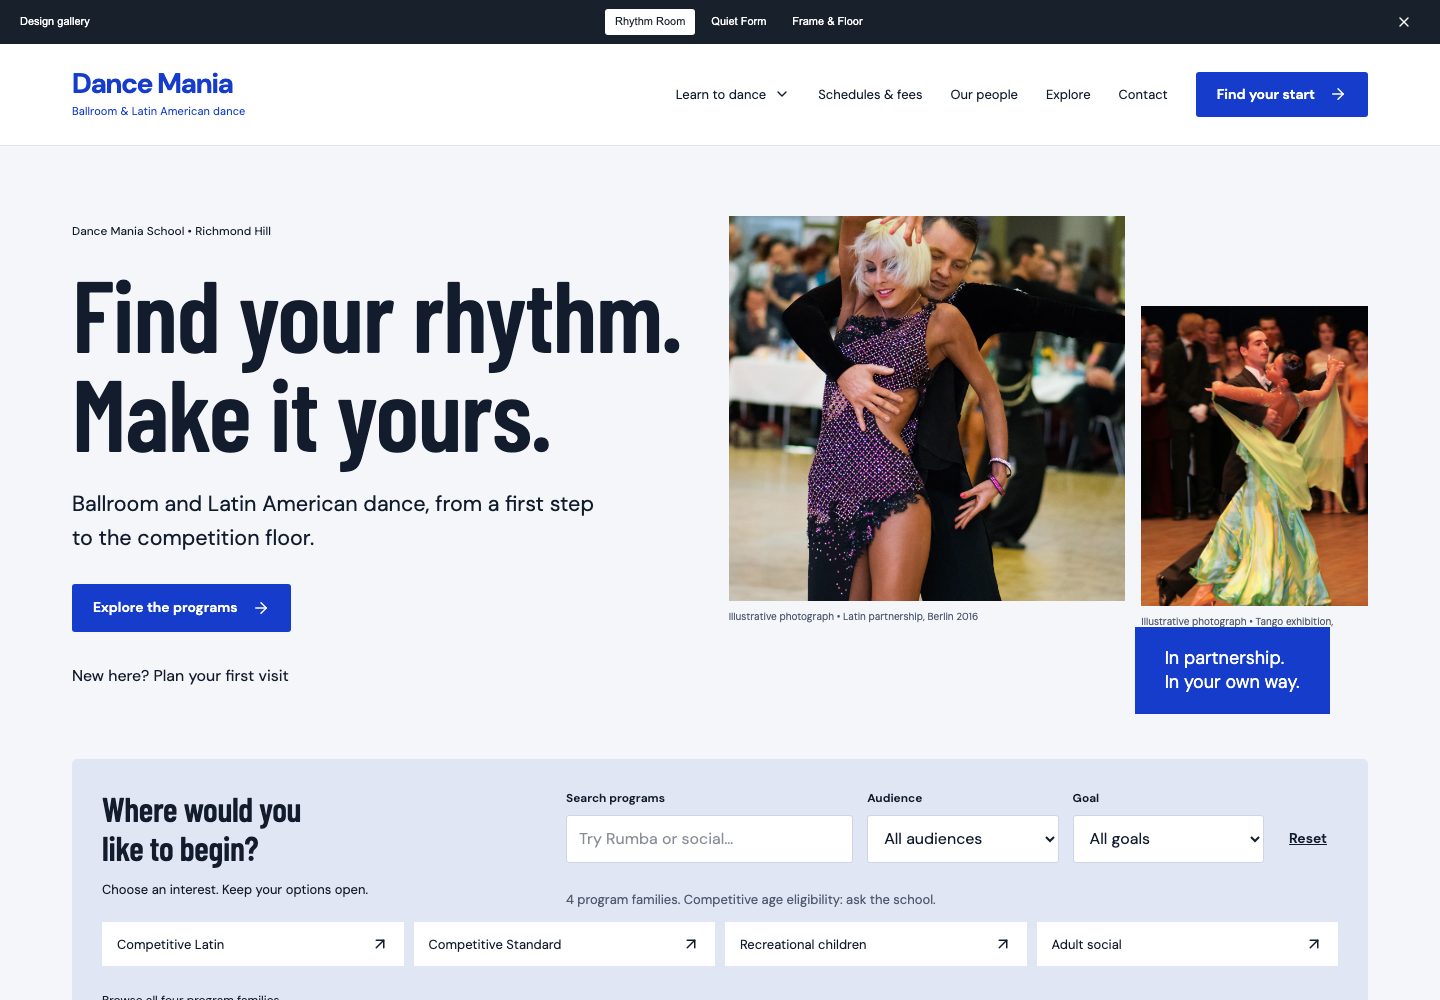 Design gallery
Rhythm Room
Quiet Form
Frame & Floor
Dance Mania
Ballroom & Latin American dance
Learn to dance
Schedules & fees
Our people
Explore
Contact
Find your start
Dance Mania School • Richmond Hill
Find your rhythm.
Make it yours.
Ballroom and Latin American dance, from a first step
to the competition floor.
Explore the programs
New here? Plan your first visit
Illustrative photograph • Latin partnership, Berlin 2016
Illustrative photograph • Tango exhibition,
In partnership.
In your own way.
Where would you
like to begin?
Choose an interest. Keep your options open.
Search programs
Try Rumba or social...
Audience
All audiences
Goal
All goals
Reset
4 program families. Competitive age eligibility: ask the school.
Competitive Latin
Competitive Standard
Recreational children
Adult social
Browse all four program families